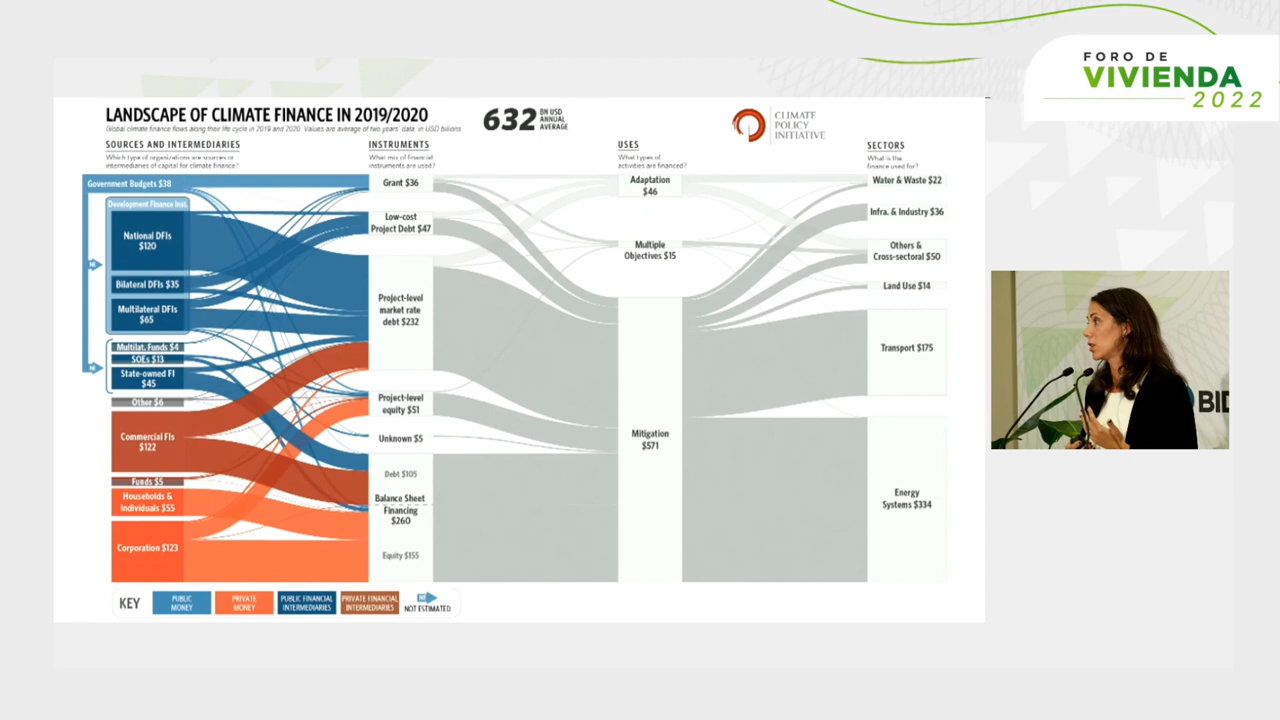 FORO DE
VIVIENDA
2022
LANDSCAPE OF CLIMATE FINANCE IN 2019/2020
Global climate finance flows along their life cycle in 2019 and 2020. Values are average of two years' data, in USD billions
632 BN USD
ANNUAL
AVERAGE
CLIMATE
POLICY
INITIATIVE
SOURCES AND INTERMEDIARIES
Which type of organizations are sources or
intermediaries of capital for climate finance?
INSTRUMENTS
What mix of financial
instruments are used?
USES
What types of
activities are financed?
SECTORS
What is the
finance used for?
Government Budgets $38
Development Finance Inst.
National DFIs
$120
Bilateral DFIs $35
Multilateral DFIs
$65
Multilat. Funds $4
SOEs $13
State-owned FI
$45
Other $6
Commercial FIs
$122
Funds $5
Households &
Individuals $55
Corporation $123
NE
NE
Grant $36
Low-cost
Project Debt $47
Project-level
market rate
debt $232
Project-level
equity $51
Unknown $5
Debt $105
Balance Sheet
Financing
$260
Equity $155
Adaptation
$46
Multiple
Objectives $15
Mitigation
$571
Water & Waste $22
Infra. & Industry $36
Others &
Cross-sectoral $50
Land Use $14
Transport $175
Energy
Systems $334
KEY
PUBLIC
MONEY
PRIVATE
MONEY
PUBLIC FINANCIAL
INTERMEDIARIES
PRIVATE FINANCIAL
INTERMEDIARIES
NE
NOT ESTIMATED
BID